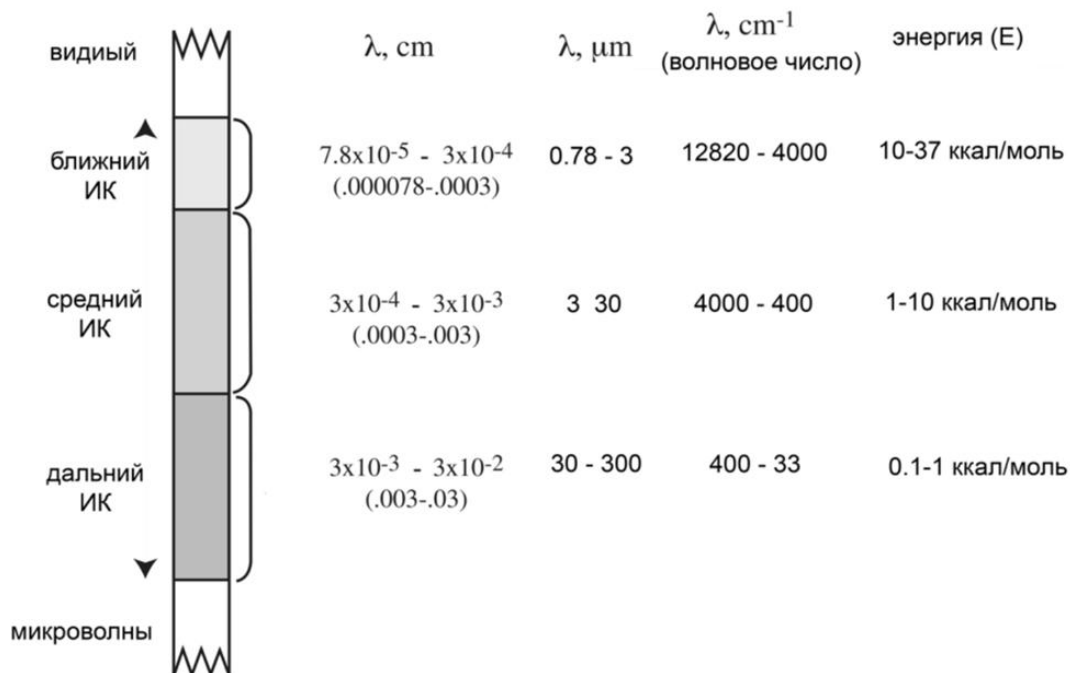 видиый
λ, cm
λ, μm
λ, cm-1
(волновое число)
энергия (E)
ближний
ИК
7.8x10-5 - 3x10-4
(.000078-.0003)
0.78 - 3
12820 - 4000
10-37 ккал/моль
средний
ИК
3x10-4 - 3x10-3
(.0003-.003)
3 30
4000 - 400
1-10 ккал/моль
дальний
ИК
3x10-3 - 3x10-2
(.003-.03)
30 - 300
400 - 33
0.1-1 ккал/моль
микроволны